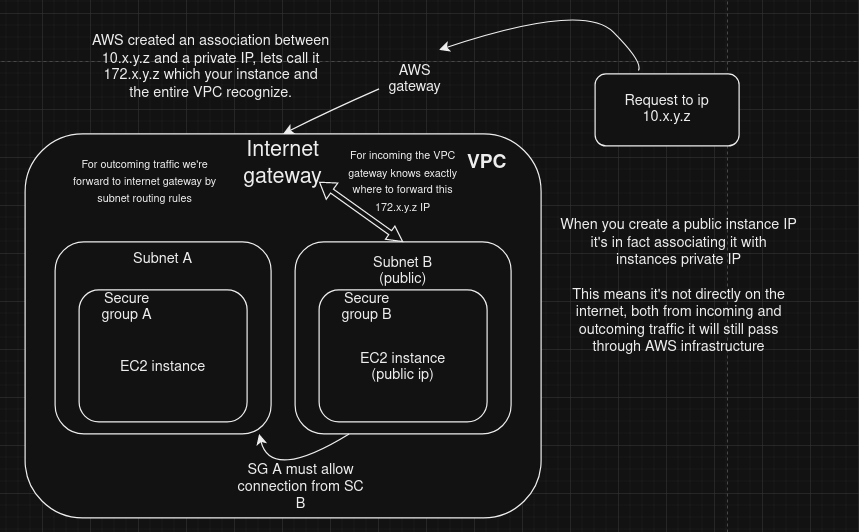 AWS created an association between
10.x.y.z and a private IP, lets call it
172.x.y.z which your instance and
the entire VPC recognize.
AWS
gateway
Request to ip
10.x.y.z
Internet
gateway
VPC
For outcoming traffic we're
forward to internet gateway by
subnet routing rules
For incoming the VPC
gateway knows exactly
where to forward this
172.x.y.z IP
When you create a public instance IP
it's in fact associating it with
instances private IP
This means it's not directly on the
internet, both from incoming and
outcoming traffic it will still pass
through AWS infrastructure
Subnet A
Secure
group A
EC2 instance
Subnet B
(public)
Secure
group B
EC2 instance
(public ip)
SG A must allow
connection from SC
B